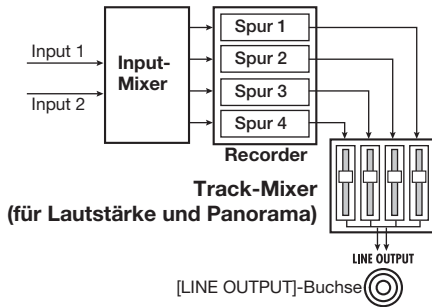 Input 1
Input 2
Input-
Mixer
Spur 1
Spur 2
Spur 3
Spur 4
Recorder
Track-Mixer
(für Lautstärke und Panorama)
LINE OUTPUT
[LINE OUTPUT]-Buchse